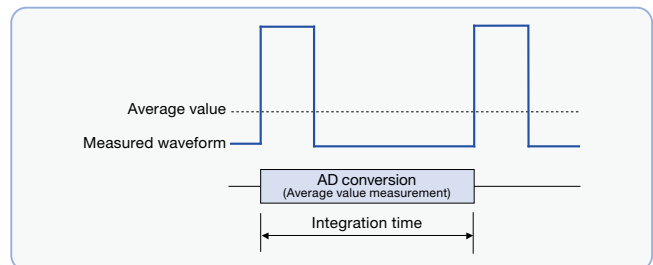 Average value
Measured waveform
AD conversion
(Average value measurement)
Integration time